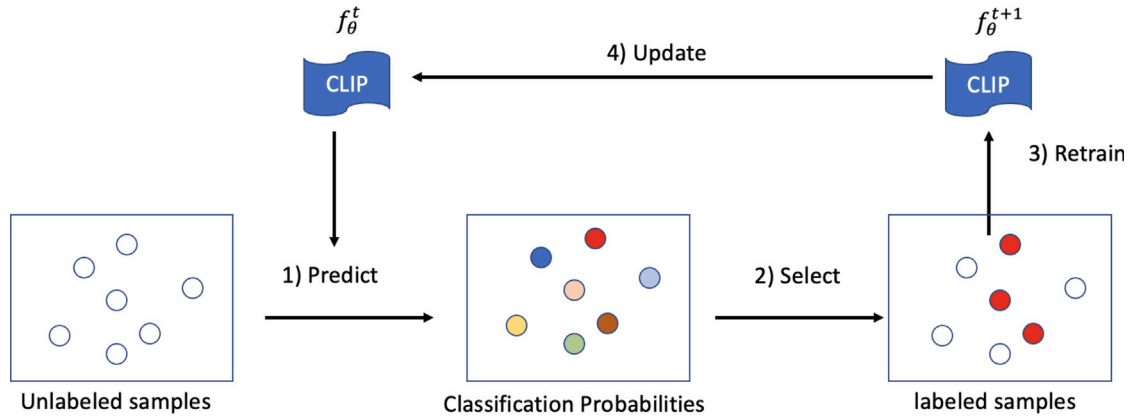 f_θ^t
f_θ^{t+1}
4) Update
CLIP
CLIP
3) Retrain
1) Predict
2) Select
Unlabeled samples
Classification Probabilities
labeled samples